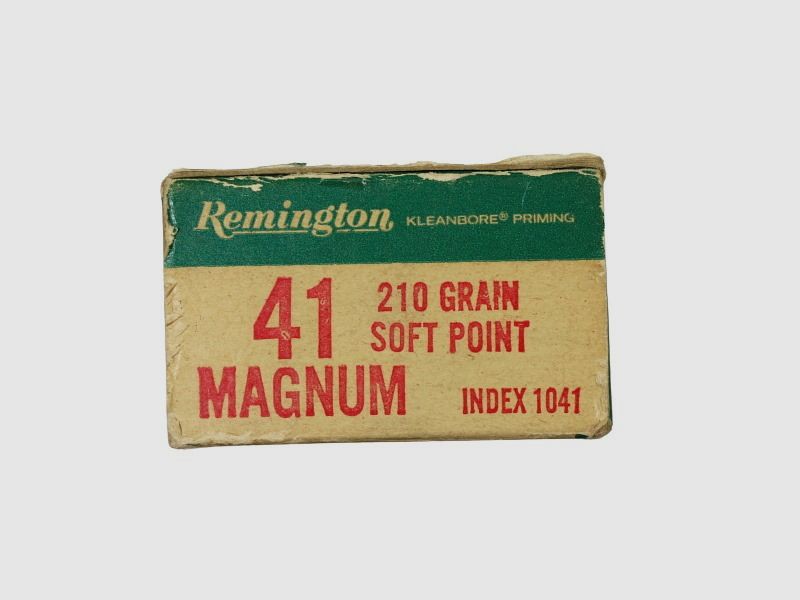 Remington KLEANBORE® PRIMING
41 210 GRAIN
SOFT POINT
MAGNUM INDEX 1041